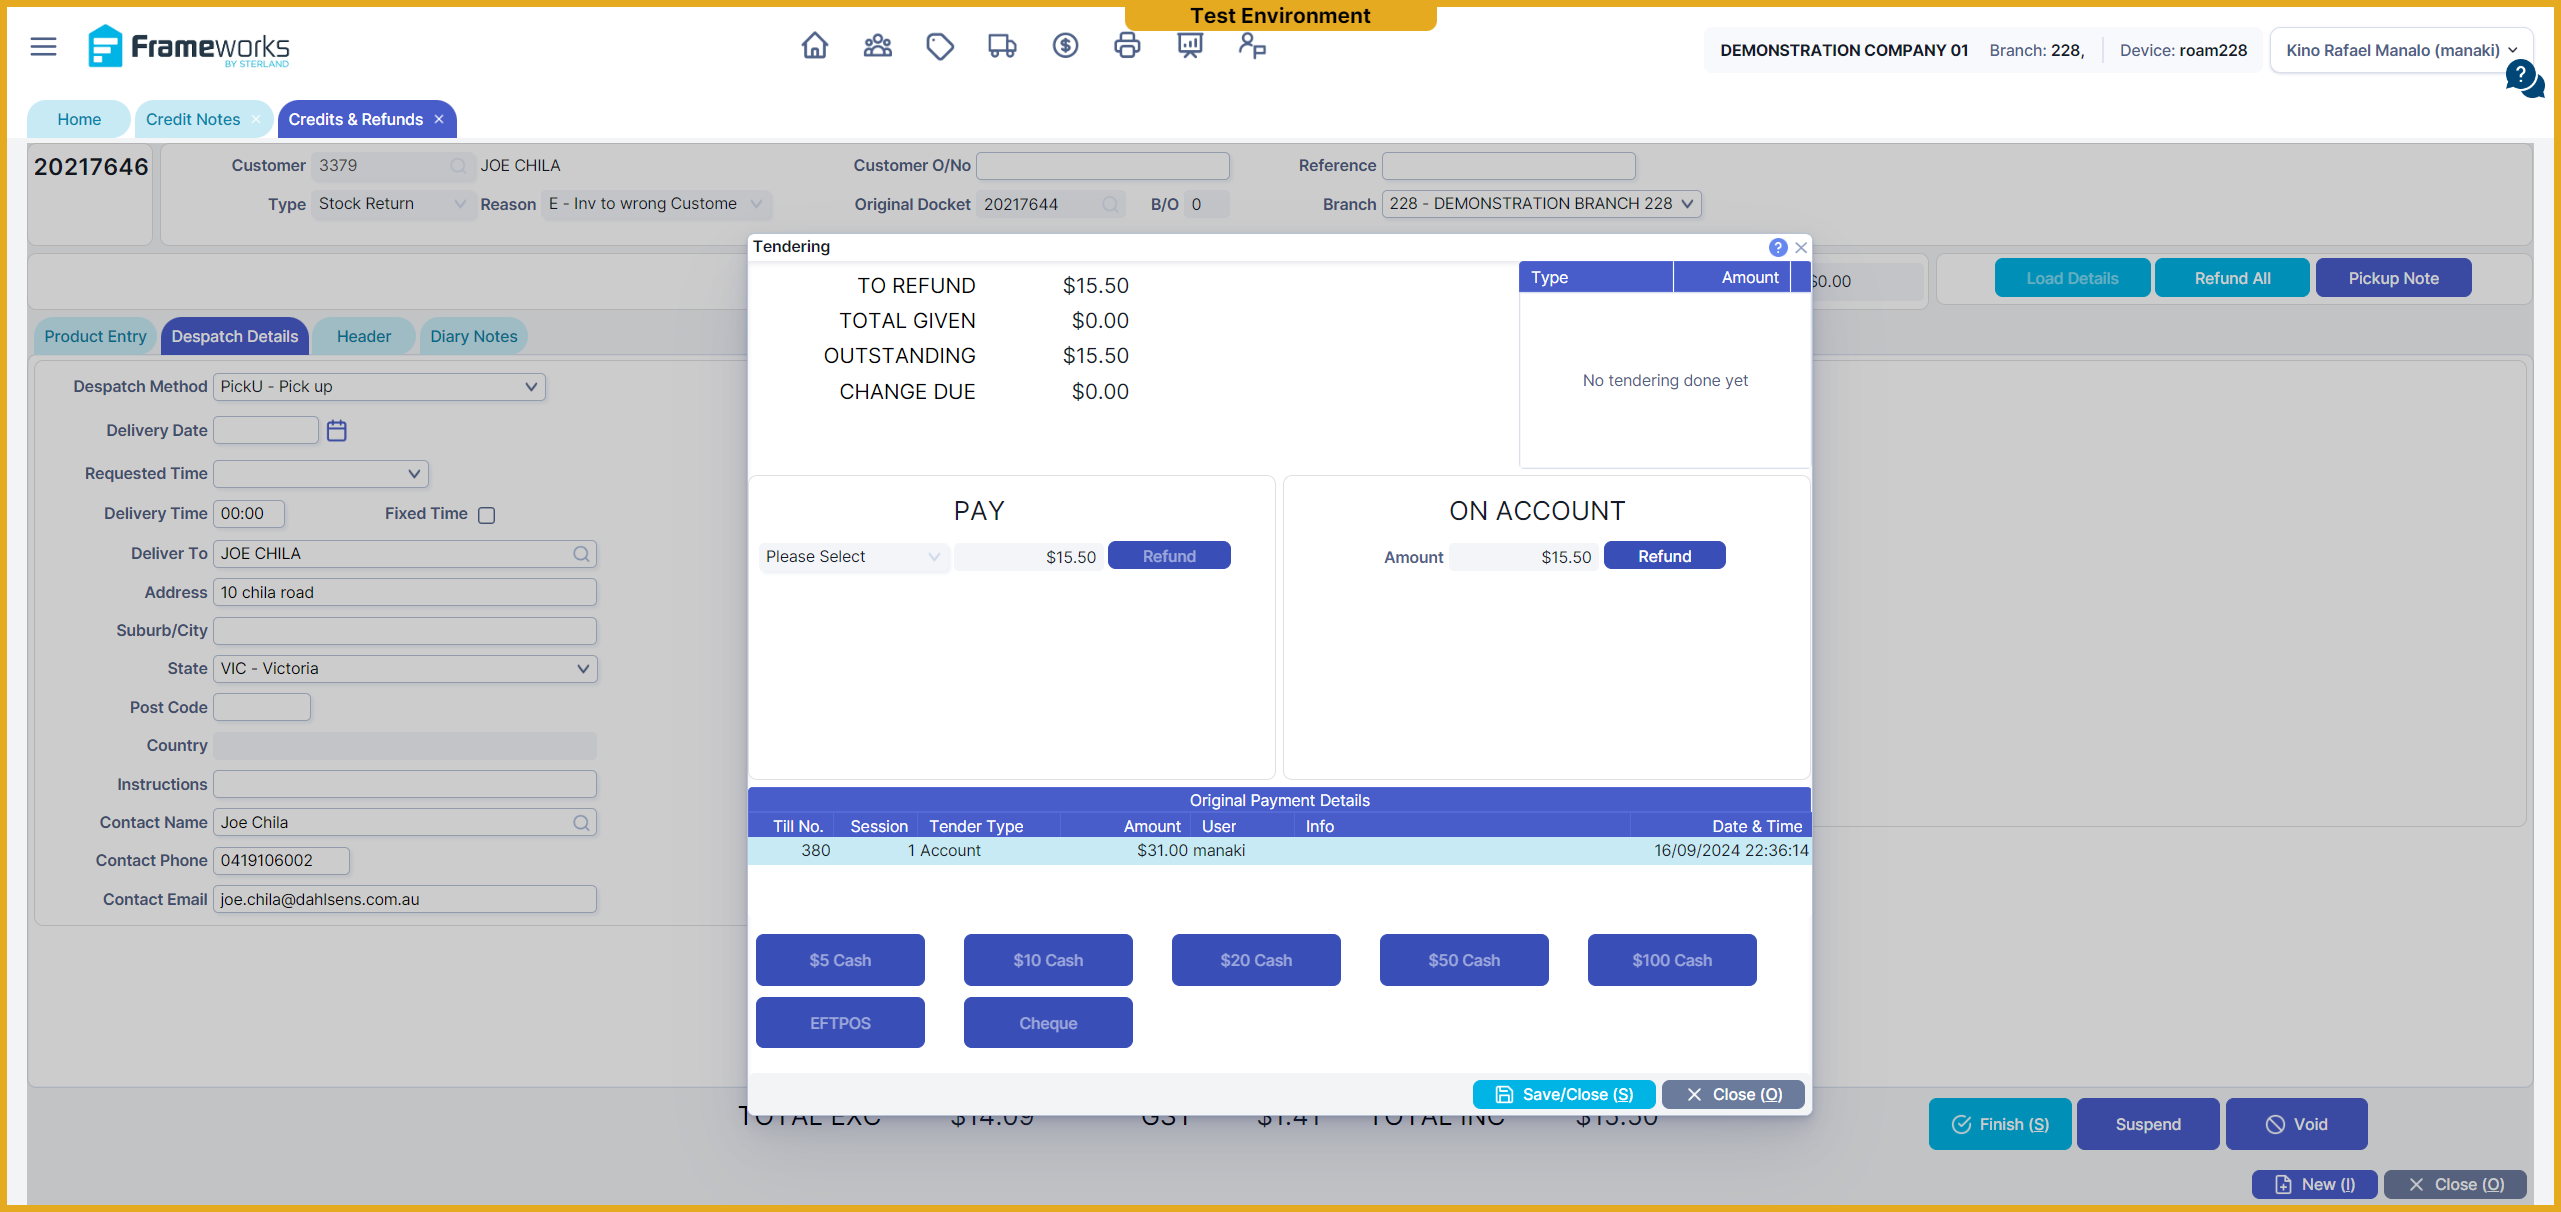 Test Environment
Frameworks
BY STERLAND
DEMONSTRATION COMPANY 01 Branch: 228, Device: roam228 Kino Rafael Manalo (manaki)
?
Home Credit Notes × Credits & Refunds ×
20217646 Customer 3379 JOE CHILA Customer O/No Reference
Type Stock Return Reason E - Inv to wrong Custome Original Docket 20217644 B/O 0 Branch 228 - DEMONSTRATION BRANCH 228
$0.00 Load Details Refund All Pickup Note
Product Entry Despatch Details Header Diary Notes
Despatch Method PickU - Pick up
Delivery Date
Requested Time
Delivery Time 00:00 Fixed Time
Deliver To JOE CHILA
Address 10 chila road
Suburb/City
State VIC - Victoria
Post Code
Country
Instructions
Contact Name Joe Chila
Contact Phone 0419106002
Contact Email joe.chila@dahlsens.com.au
Tendering ?
TO REFUND $15.50
TOTAL GIVEN $0.00
OUTSTANDING $15.50
CHANGE DUE $0.00
Type Amount
No tendering done yet
PAY
Please Select $15.50 Refund
ON ACCOUNT
Amount $15.50 Refund
Original Payment Details
Till No. Session Tender Type Amount User Info Date & Time
380 1 Account $31.00 manaki 16/09/2024 22:36:14
$5 Cash $10 Cash $20 Cash $50 Cash $100 Cash
EFTPOS Cheque
Save/Close (S) Close (O)
TOTAL EXC $14.09 GST $1.41 TOTAL INC $15.50
Finish (S) Suspend Void
New (I) Close (O)